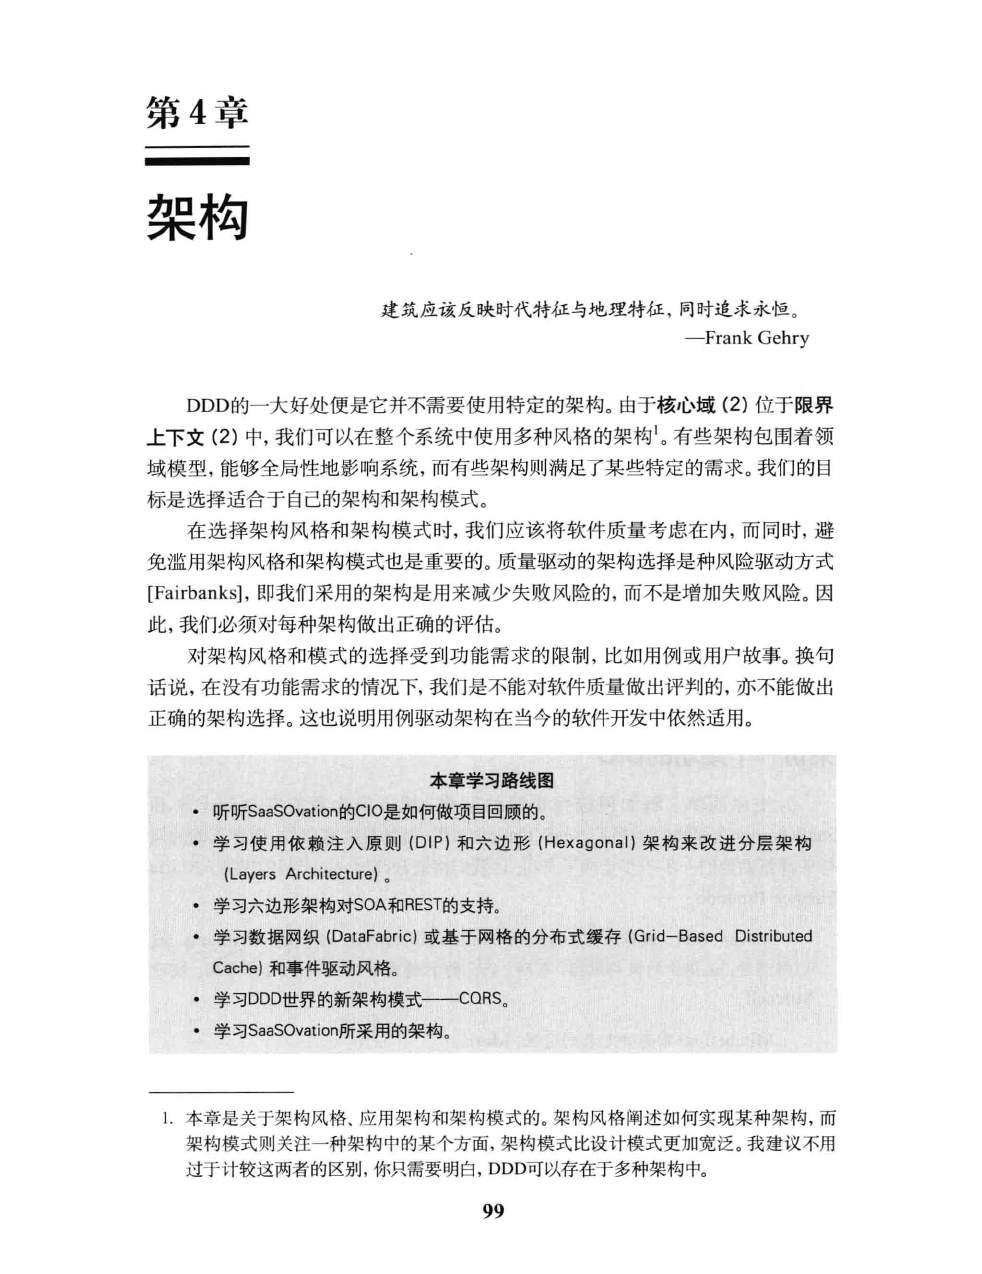 第 4 章
架构
建筑应该反映时代特征与地理特征，同时追求永恒。
—Frank Gehry
DDD的一大好处便是它并不需要使用特定的架构。由于核心域（2）位于限界
上下文（2）中，我们可以在整个系统中使用多种风格的架构1。有些架构包围着领
域模型，能够全局性地影响系统，而有些架构则满足了某些特定的需求。我们的目
标是选择适合于自己的架构和架构模式。
在选择架构风格和架构模式时，我们应该将软件质量考虑在内，而同时，避
免滥用架构风格和架构模式也是重要的。质量驱动的架构选择是种风险驱动方式
[Fairbanks]，即我们采用的架构是用来减少失败风险的，而不是增加失败风险。因
此，我们必须对每种架构做出正确的评估。
对架构风格和模式的选择受到功能需求的限制，比如用例或用户故事。换句
话说，在没有功能需求的情况下，我们是不能对软件质量做出评判的，亦不能做出
正确的架构选择。这也说明用例驱动架构在当今的软件开发中依然适用。
本章学习路线图
• 听听SaaSOvation的CIO是如何做项目回顾的。
• 学习使用依赖注入原则（DIP）和六边形（Hexagonal）架构来改进分层架构
（Layers Architecture）。
• 学习六边形架构对SOA和REST的支持。
• 学习数据网织（DataFabric）或基于网格的分布式缓存（Grid-Based Distributed
Cache）和事件驱动风格。
• 学习DDD世界的新架构模式——CQRS。
• 学习SaaSOvation所采用的架构。
1. 本章是关于架构风格、应用架构和架构模式的。架构风格阐述如何实现某种架构，而
架构模式则关注一种架构中的某个方面，架构模式比设计模式更加宽泛。我建议不用
过于计较这两者的区别，你只需要明白，DDD可以存在于多种架构中。
99